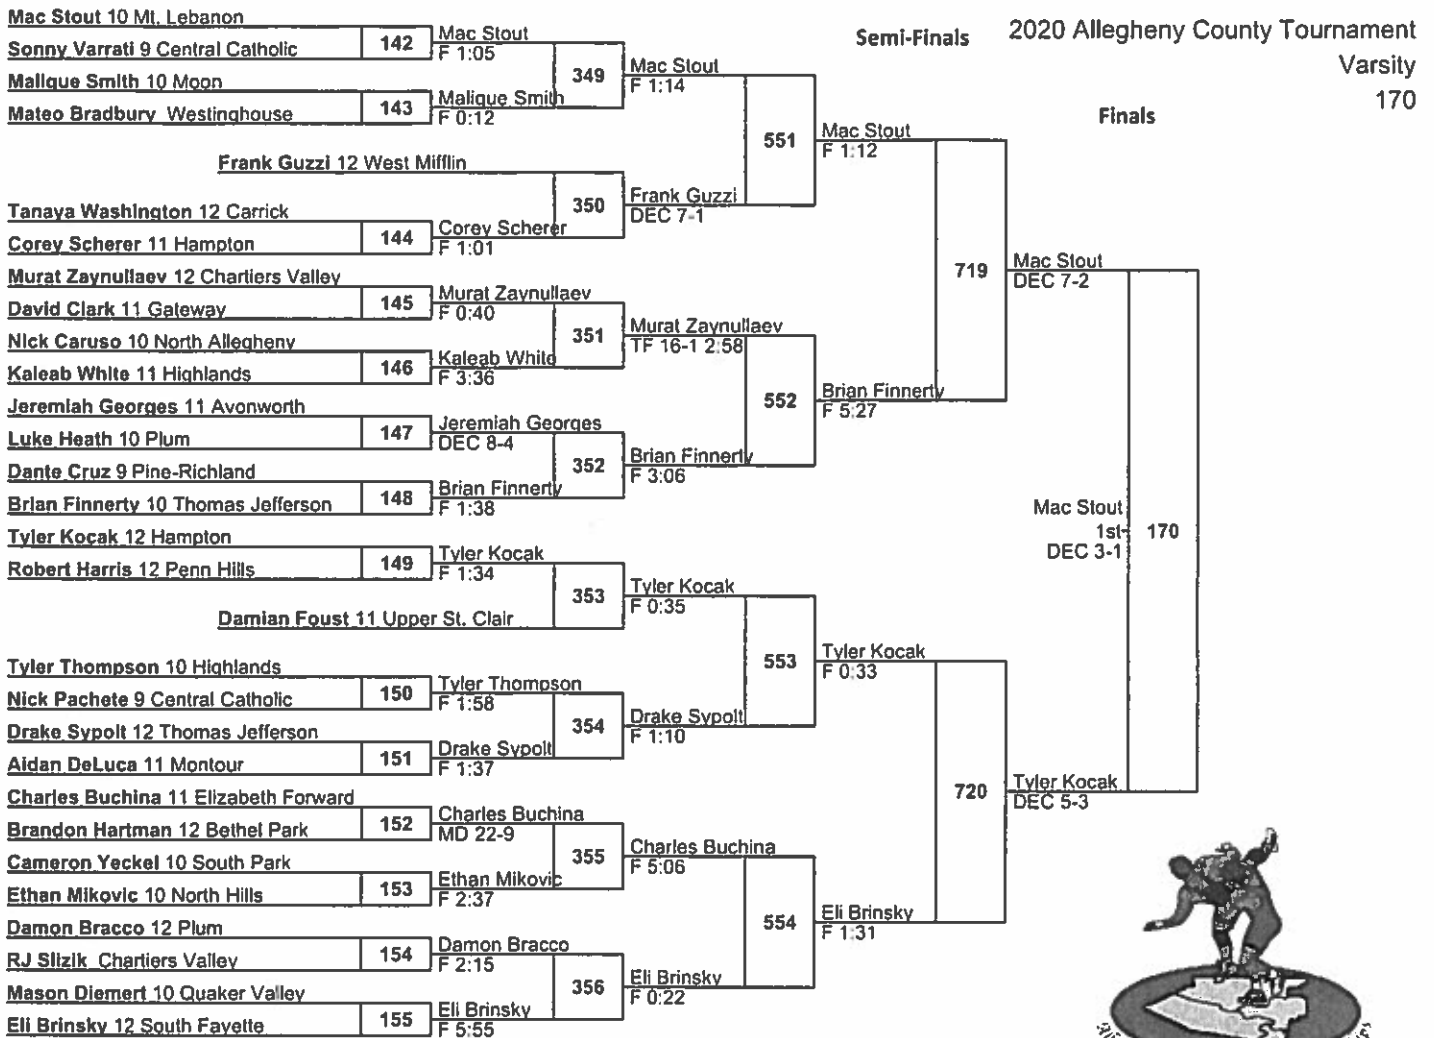 2020 Allegheny County Tournament
Varsity
170
Semi-Finals
Finals
Mac Stout 10 Mt. Lebanon
Sonny Varrati 9 Central Catholic
142
Mac Stout
F 1:05
Malique Smith 10 Moon
Mateo Bradbury Westinghouse
143
Malique Smith
F 0:12
349
Mac Stout
F 1:14
Frank Guzzi 12 West Mifflin
Tanaya Washington 12 Carrick
Corey Scherer 11 Hampton
144
Corey Scherer
F 1:01
350
Frank Guzzi
DEC 7-1
551
Mac Stout
F 1:12
Murat Zaynullaev 12 Chartiers Valley
David Clark 11 Gateway
145
Murat Zaynullaev
F 0:40
Nick Caruso 10 North Allegheny
Kaleab White 11 Highlands
146
Kaleab White
F 3:36
351
Murat Zaynullaev
TF 16-1 2:58
Jeremiah Georges 11 Avonworth
Luke Heath 10 Plum
147
Jeremiah Georges
DEC 8-4
Dante Cruz 9 Pine-Richland
Brian Finnerty 10 Thomas Jefferson
148
Brian Finnerty
F 1:38
352
Brian Finnerty
F 3:06
552
Brian Finnerty
F 5:27
719
Mac Stout
DEC 7-2
Tyler Kocak 12 Hampton
Robert Harris 12 Penn Hills
149
Tyler Kocak
F 1:34
Damian Foust 11 Upper St. Clair
353
Tyler Kocak
F 0:35
Tyler Thompson 10 Highlands
Nick Pachete 9 Central Catholic
150
Tyler Thompson
F 1:58
Drake Sypolt 12 Thomas Jefferson
Aidan DeLuca 11 Montour
151
Drake Sypolt
F 1:37
354
Drake Sypolt
F 1:10
553
Tyler Kocak
F 0:33
Charles Buchina 11 Elizabeth Forward
Brandon Hartman 12 Bethel Park
152
Charles Buchina
MD 22-9
Cameron Yeckel 10 South Park
Ethan Mikovic 10 North Hills
153
Ethan Mikovic
F 2:37
355
Charles Buchina
F 5:06
Damon Bracco 12 Plum
RJ Slizik Chartiers Valley
154
Damon Bracco
F 2:15
Mason Diemert 10 Quaker Valley
Eli Brinsky 12 South Fayette
155
Eli Brinsky
F 5:55
356
Eli Brinsky
F 0:22
554
Eli Brinsky
F 1:31
720
Tyler Kocak
DEC 5-3
Mac Stout
1st
DEC 3-1
170